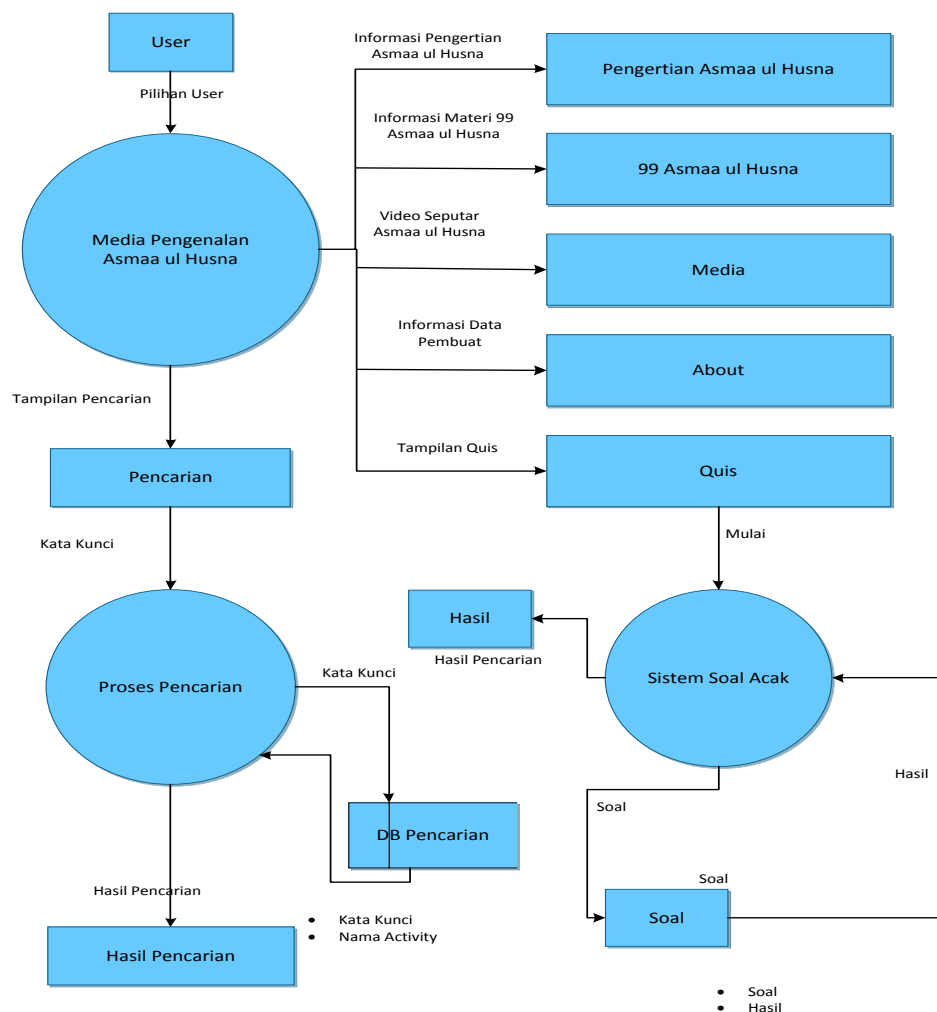 User
Pilihan User
Media Pengenalan
Asmaa ul Husna
Informasi Pengertian
Asmaa ul Husna
Pengertian Asmaa ul Husna
Informasi Materi 99
Asmaa ul Husna
99 Asmaa ul Husna
Video Seputar
Asmaa ul Husna
Media
Informasi Data
Pembuat
About
Tampilan Quis
Quis
Tampilan Pencarian
Pencarian
Kata Kunci
Proses Pencarian
Kata Kunci
DB Pencarian
Hasil Pencarian
Hasil Pencarian
• Kata Kunci
• Nama Activity
Mulai
Sistem Soal Acak
Hasil
Hasil Pencarian
Soal
Soal
Soal
Hasil
• Soal
• Hasil